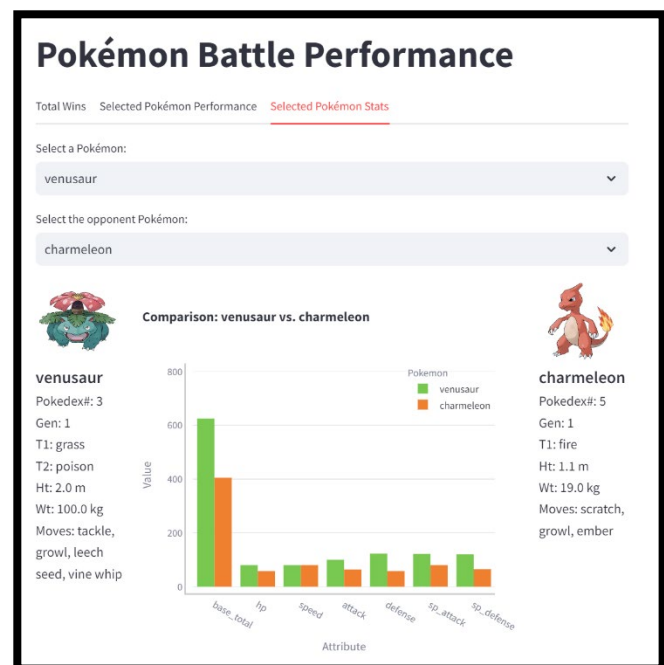 Pokémon Battle Performance
Total Wins Selected Pokémon Performance Selected Pokémon Stats
Select a Pokémon:
venusaur
Select the opponent Pokémon:
charmeleon
Comparison: venusaur vs. charmeleon
venusaur
Pokedex#: 3
Gen: 1
T1: grass
T2: poison
Ht: 2.0 m
Wt: 100.0 kg
Moves: tackle,
growl, leech
seed, vine whip
Pokemon
venusaur
charmeleon
Value
800
600
400
200
0
base_total hp speed attack defense sp_attack sp_defense
Attribute
charmeleon
Pokedex#: 5
Gen: 1
T1: fire
Ht: 1.1 m
Wt: 19.0 kg
Moves: scratch,
growl, ember